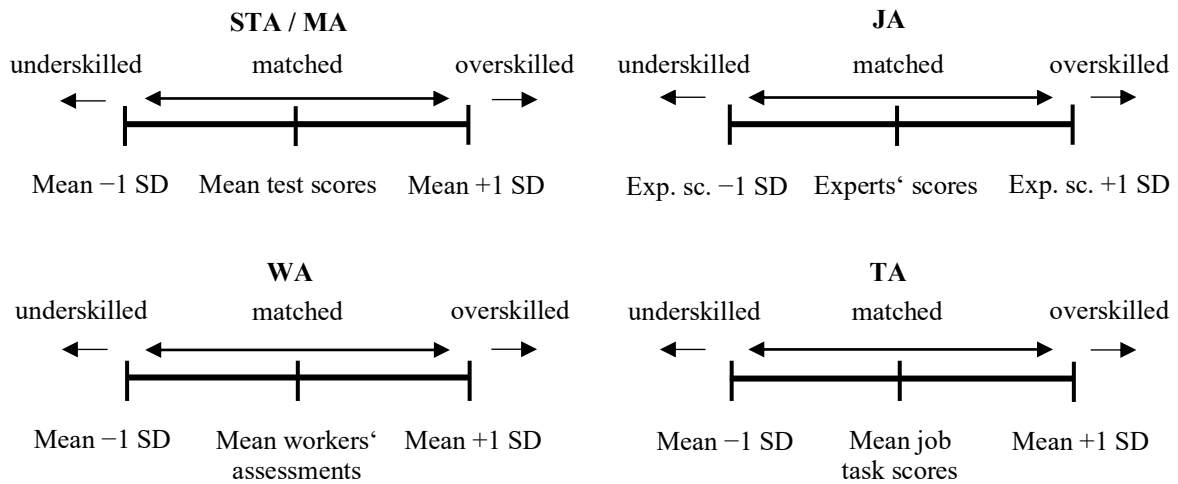 STA / MA
underskilled matched overskilled
Mean −1 SD Mean test scores Mean +1 SD
JA
underskilled matched overskilled
Exp. sc. −1 SD Experts‘ scores Exp. sc. +1 SD
WA
underskilled matched overskilled
Mean −1 SD Mean workers‘ Mean +1 SD
assessments
TA
underskilled matched overskilled
Mean −1 SD Mean job Mean +1 SD
task scores